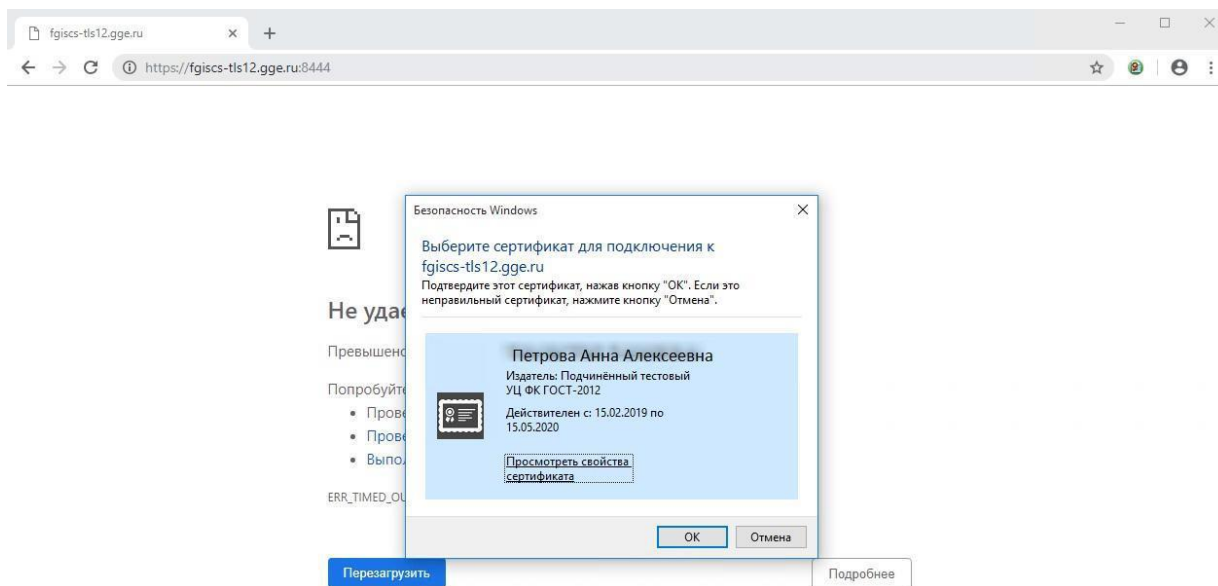 fgiscs-tls12.gge.ru
https://fgiscs-tls12.gge.ru:8444
Безопасность Windows
Выберите сертификат для подключения к
fgiscs-tls12.gge.ru
Подтвердите этот сертификат, нажав кнопку "ОК". Если это
неправильный сертификат, нажмите кнопку "Отмена".
Не удае
Превышено
Попробуйте
Прове
Прове
Выпол
ERR_TIMED_OU
Петрова Анна Алексеевна
Издатель: Подчинённый тестовый
УЦ ФК ГОСТ-2012
Действителен с: 15.02.2019 по
15.05.2020
Просмотреть свойства
сертификата
ОК
Отмена
Перезагрузить
Подробнее